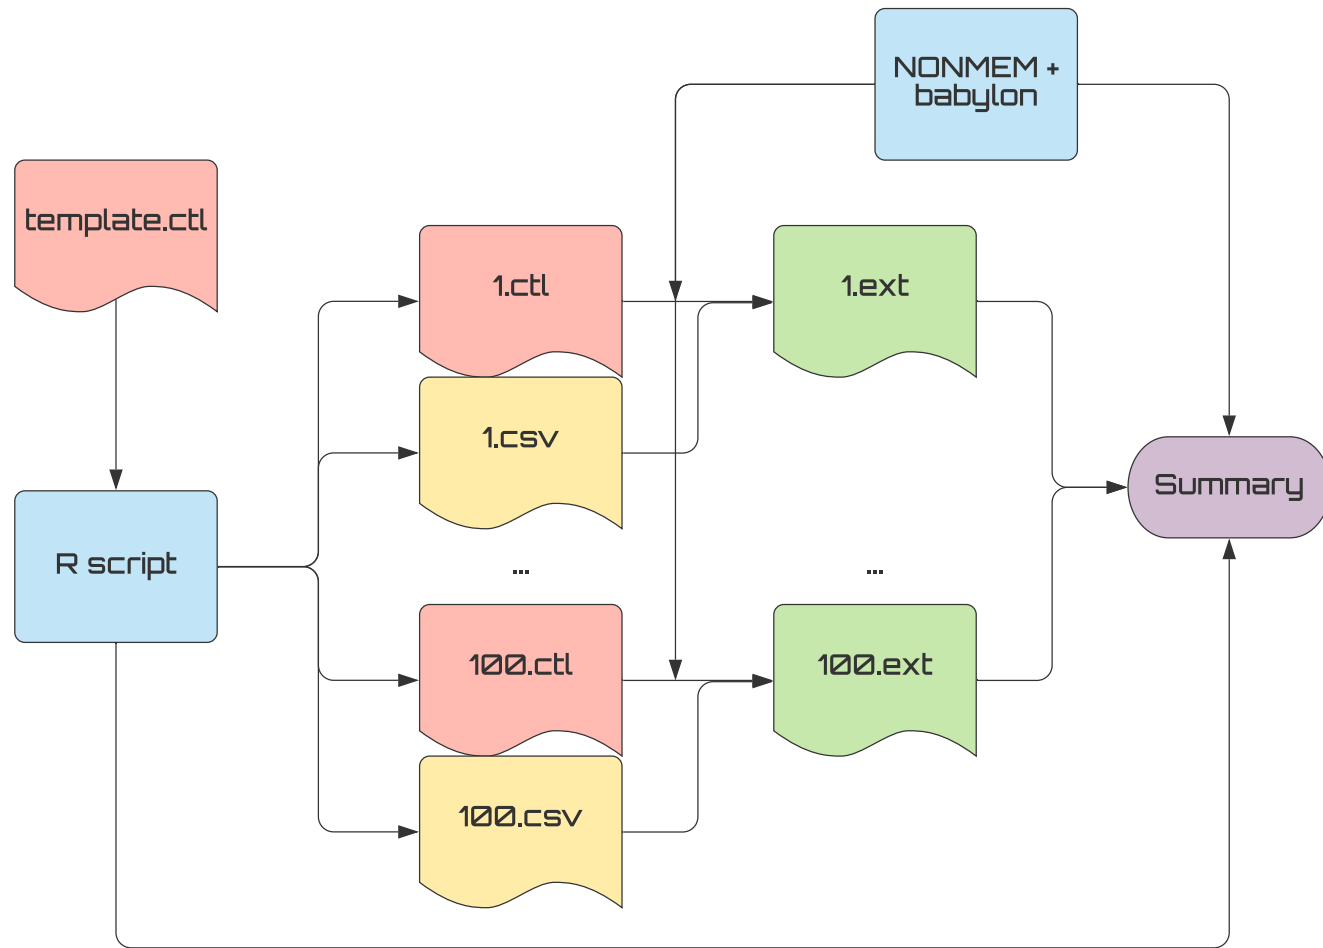 NONMEM +
babylon
template.ctl
1.ctl
1.ext
1.csv
Summary
R script
...
...
100.ctl
100.ext
100.csv